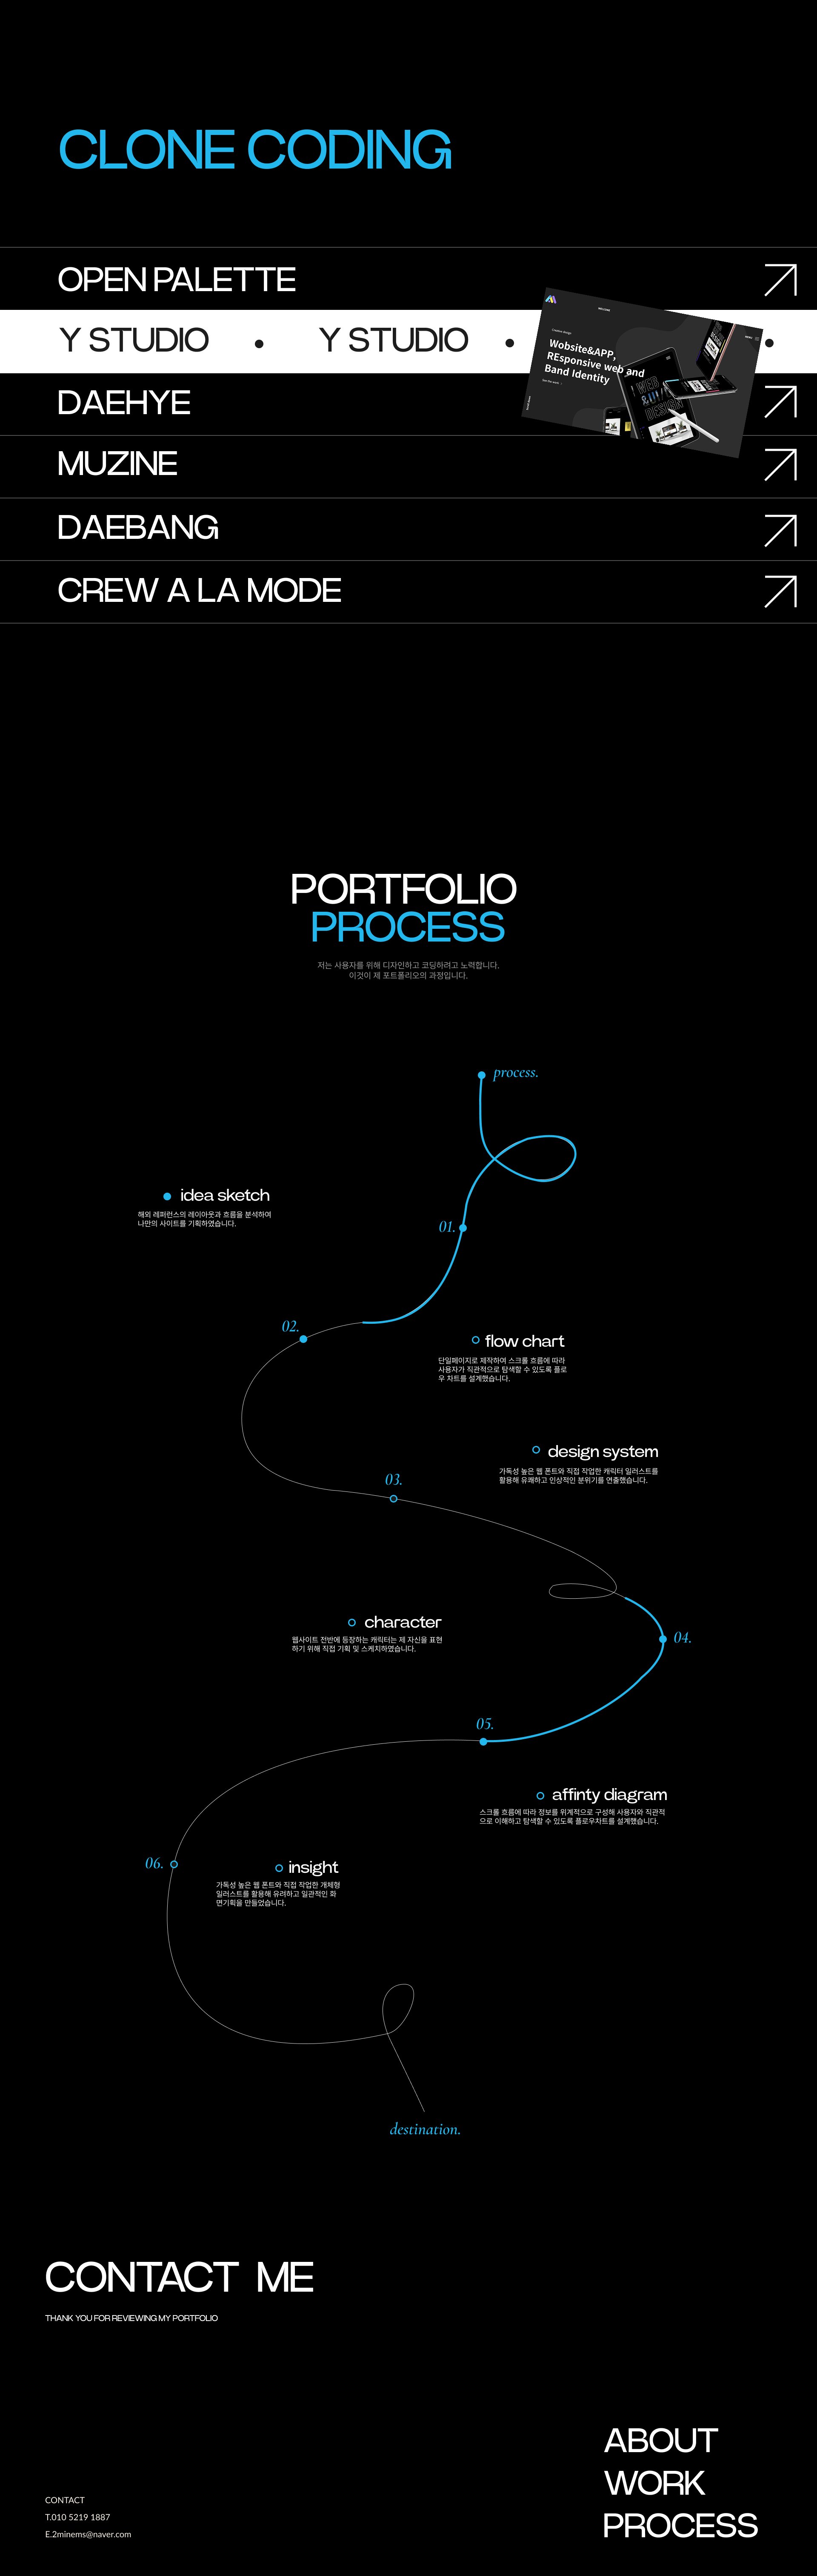 CLONE CODING
OPEN PALETTE
Y STUDIO • Y STUDIO •
WELCOME
Wobsite&APP,
REsponsive web and
Band Identity
WEB
DESIGN
DAEHYE
MUZINE
DAEBANG
CREW A LA MODE
PORTFOLIO
PROCESS
저는 사용자를 위해 디자인하고 코딩하려고 노력합니다.
이것이 제 포트폴리오의 과정입니다.
process.
idea sketch
해외 레퍼런스의 레이아웃과 흐름을 분석하여
나만의 사이트를 기획하였습니다.
01.
02.
flow chart
단일페이지로 제작하여 스크롤 흐름에 따라
사용자가 직관적으로 탐색할 수 있도록 플로
우 차트를 설계했습니다.
design system
가독성 높은 웹 폰트와 직접 작업한 캐릭터 일러스트를
활용해 유쾌하고 인상적인 분위기를 연출했습니다.
03.
character
웹사이트 전반에 등장하는 캐릭터는 제 자신을 표현
하기 위해 직접 기획 및 스케치하였습니다.
04.
05.
affinty diagram
스크롤 흐름에 따라 정보를 위계적으로 구성해 사용자와 직관적
으로 이해하고 탐색할 수 있도록 플로우차트를 설계했습니다.
06.
insight
가독성 높은 웹 폰트와 직접 작업한 개체형
일러스트를 활용해 유려하고 일관적인 화
면기획을 만들었습니다.
destination.
CONTACT ME
THANK YOU FOR REVIEWING MY PORTFOLIO
ABOUT
WORK
PROCESS
CONTACT
T.010 5219 1887
E.2minems@naver.com